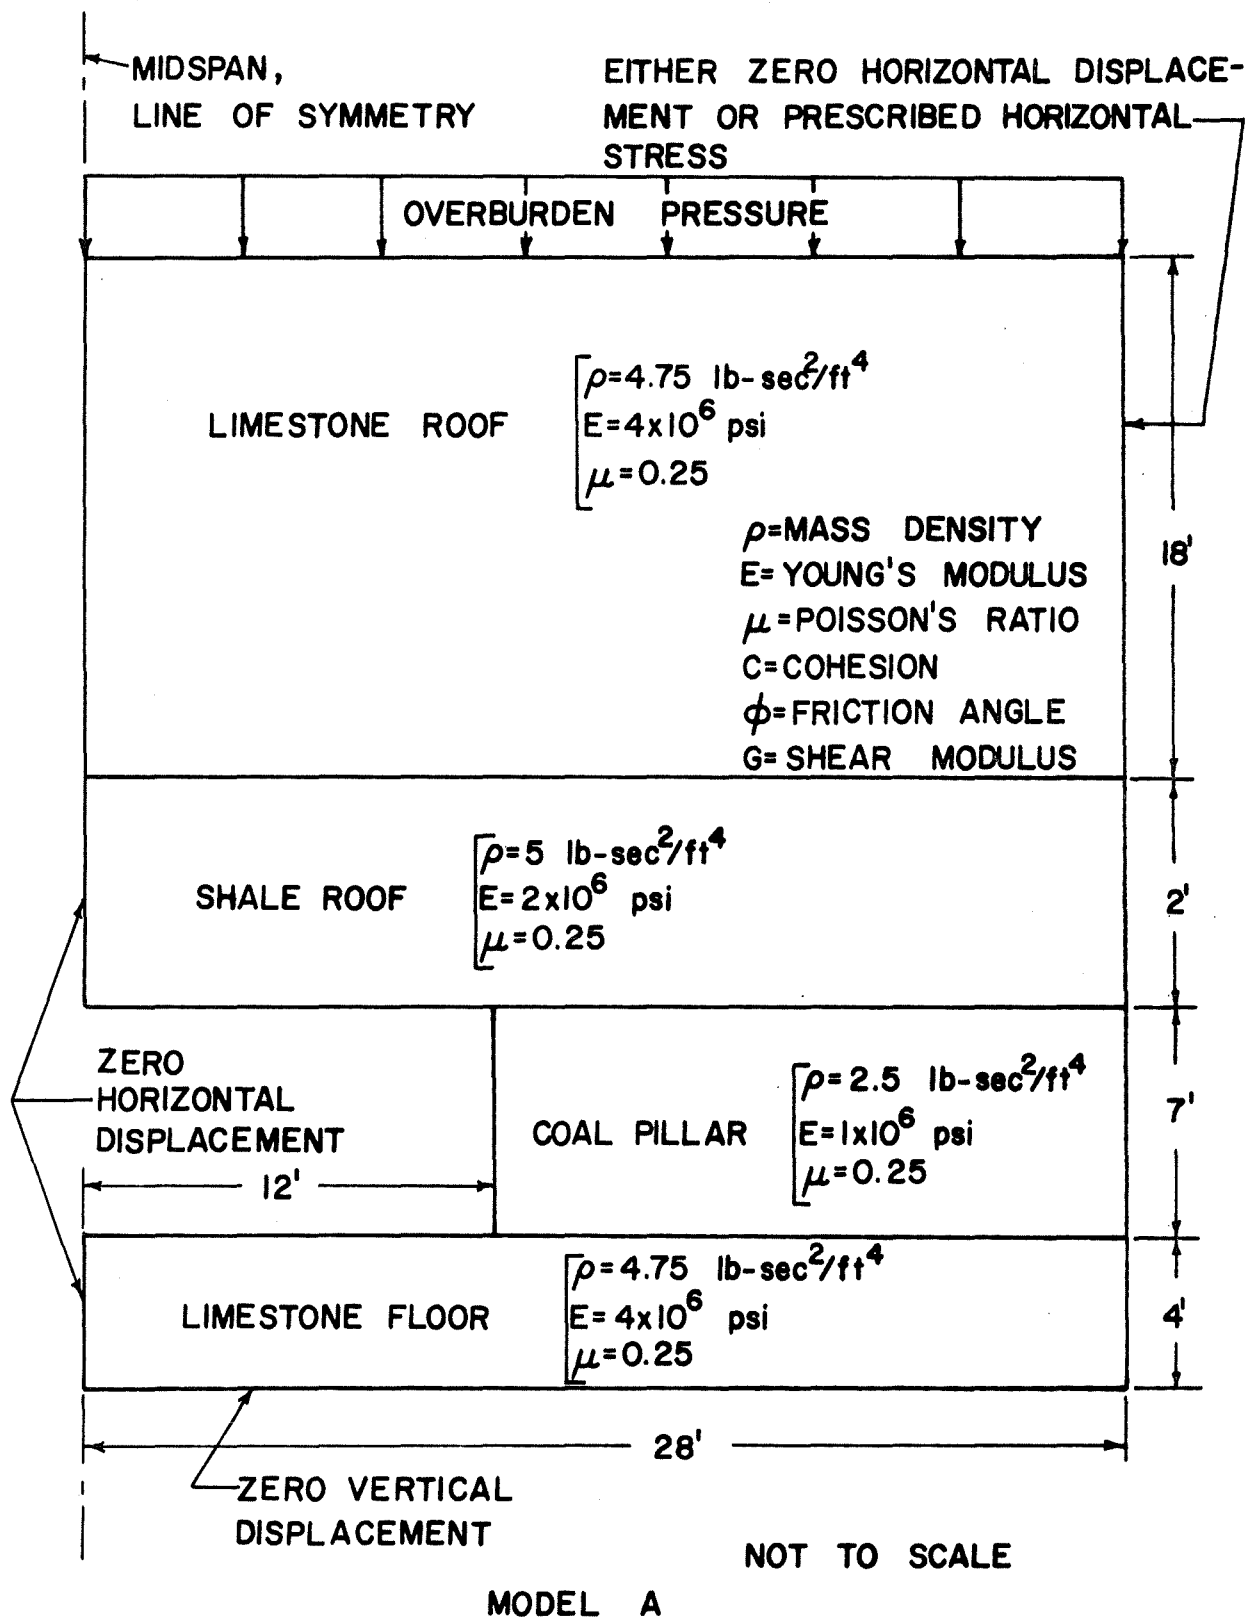 MIDSPAN,
LINE OF SYMMETRY
EITHER ZERO HORIZONTAL DISPLACE-
MENT OR PRESCRIBED HORIZONTAL
STRESS
OVERBURDEN PRESSURE
LIMESTONE ROOF
ρ=4.75 lb-sec²/ft⁴
E=4x10⁶ psi
μ=0.25
ρ=MASS DENSITY
E=YOUNG'S MODULUS
μ=POISSON'S RATIO
C=COHESION
ϕ=FRICTION ANGLE
G=SHEAR MODULUS
18'
SHALE ROOF
ρ=5 lb-sec²/ft⁴
E=2x10⁶ psi
μ=0.25
2'
ZERO
HORIZONTAL
DISPLACEMENT
12'
COAL PILLAR
ρ=2.5 lb-sec²/ft⁴
E=1x10⁶ psi
μ=0.25
7'
LIMESTONE FLOOR
ρ=4.75 lb-sec²/ft⁴
E=4x10⁶ psi
μ=0.25
4'
28'
ZERO VERTICAL
DISPLACEMENT
NOT TO SCALE
MODEL A